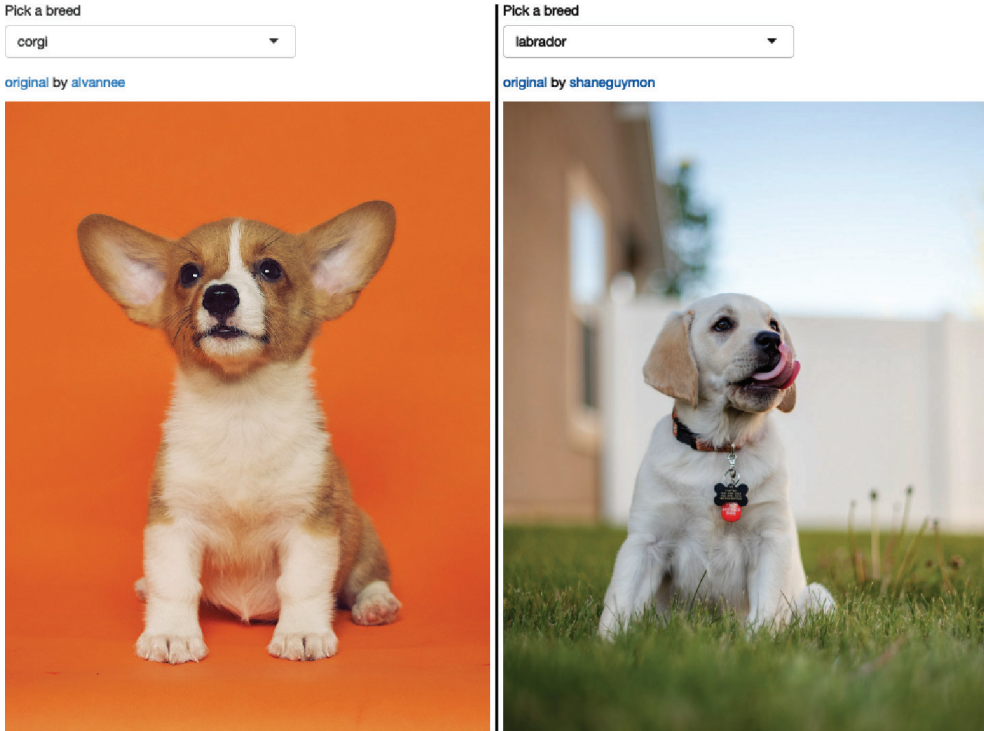 Pick a breed
corgi
original by alvannee
Pick a breed
labrador
original by shaneguymon